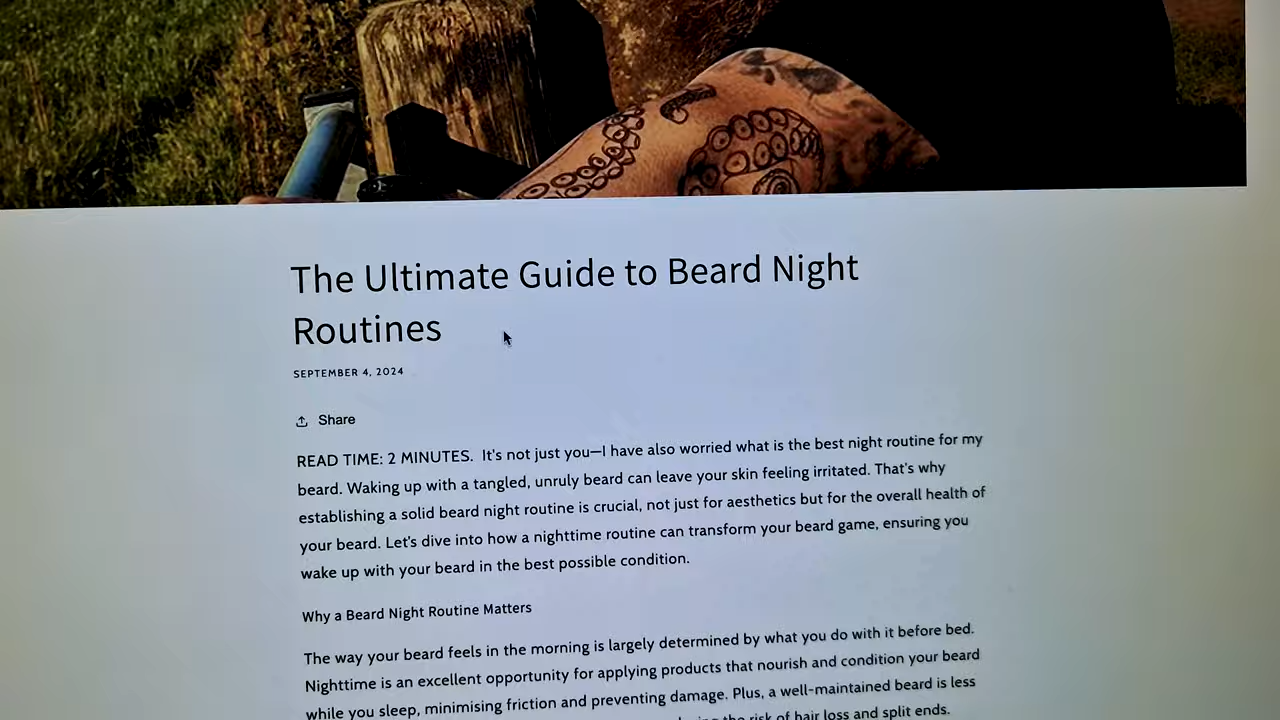 The Ultimate Guide to Beard Night
Routines
SEPTEMBER 4, 2024
Share
READ TIME: 2 MINUTES. It's not just you—I have also worried what is the best night routine for my
beard. Waking up with a tangled, unruly beard can leave your skin feeling irritated. That's why
establishing a solid beard night routine is crucial, not just for aesthetics but for the overall health of
your beard. Let's dive into how a nighttime routine can transform your beard game, ensuring you
wake up with your beard in the best possible condition.
Why a Beard Night Routine Matters
The way your beard feels in the morning is largely determined by what you do with it before bed.
Nighttime is an excellent opportunity for applying products that nourish and condition your beard
while you sleep, minimising friction and preventing damage. Plus, a well-maintained beard is less
the risk of hair loss and split ends.